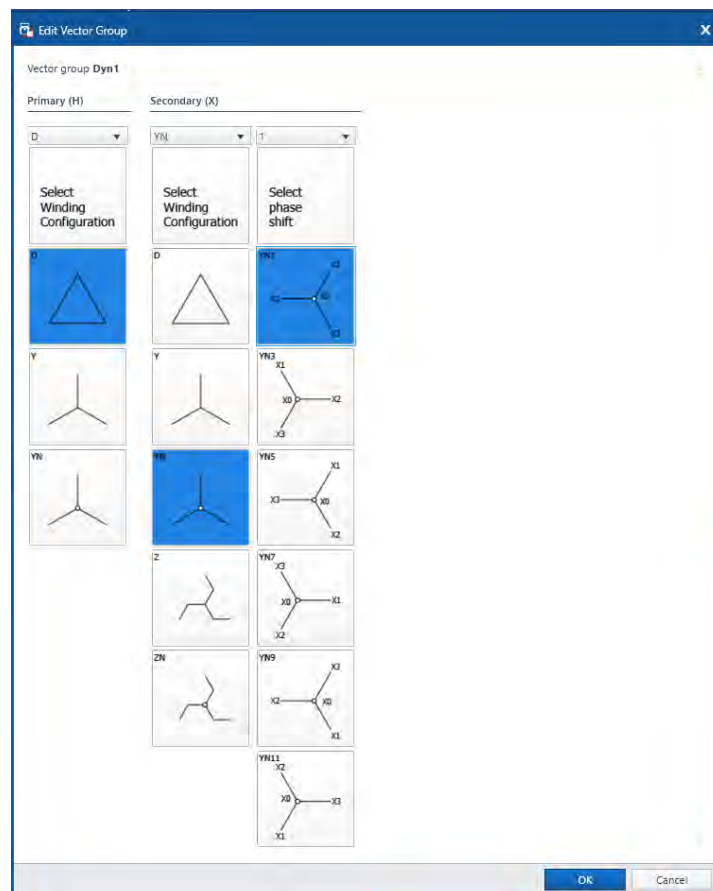 Edit Vector Group
X
Vector group Dyn1
Primary (H)
Secondary (X)
D
YN
1
Select
Winding
Configuration
Select
Winding
Configuration
Select
phase
shift
D
D
YN1
X2
X1
X0
X3
Y
Y
YN3
X1
X0
X2
X3
YN
YN
YN5
X1
X3
X0
X2
Z
YN7
X3
X0
X1
X2
ZN
YN9
X3
X2
X0
X1
YN11
X2
X0
X3
X1
OK
Cancel